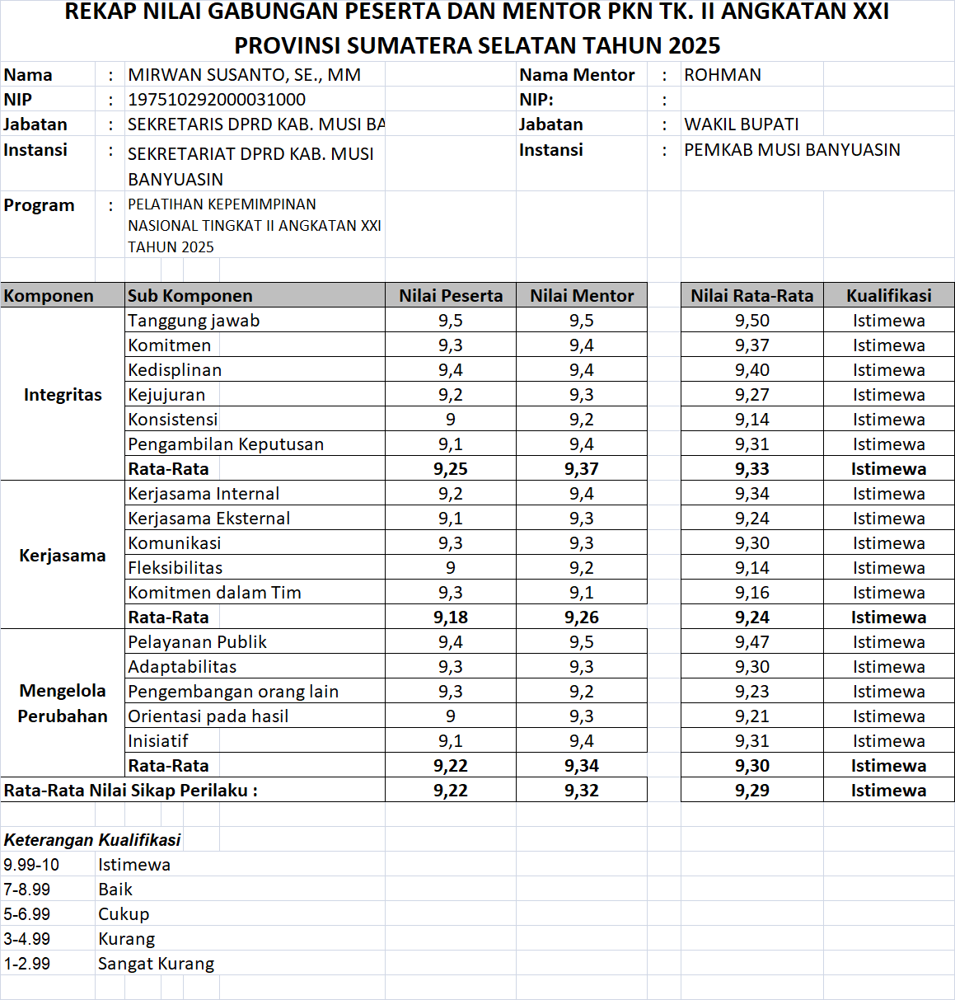 REKAP NILAI GABUNGAN PESERTA DAN MENTOR PKN TK. II ANGKATAN XXI
PROVINSI SUMATERA SELATAN TAHUN 2025
Nama : MIRWAN SUSANTO, SE., MM Nama Mentor : ROHMAN
NIP : 197510292000031000 NIP: :
Jabatan : SEKRETARIS DPRD KAB. MUSI BA Jabatan : WAKIL BUPATI
Instansi : SEKRETARIAT DPRD KAB. MUSI Instansi : PEMKAB MUSI BANYUASIN
BANYUASIN
Program : PELATIHAN KEPEMIMPINAN
NASIONAL TINGKAT II ANGKATAN XXI
TAHUN 2025
Komponen Sub Komponen Nilai Peserta Nilai Mentor Nilai Rata-Rata Kualifikasi
Tanggung jawab 9,5 9,5 9,50 Istimewa
Komitmen 9,3 9,4 9,37 Istimewa
Kedisplinan 9,4 9,4 9,40 Istimewa
Integritas Kejujuran 9,2 9,3 9,27 Istimewa
Konsistensi 9 9,2 9,14 Istimewa
Pengambilan Keputusan 9,1 9,4 9,31 Istimewa
Rata-Rata 9,25 9,37 9,33 Istimewa
Kerjasama Internal 9,2 9,4 9,34 Istimewa
Kerjasama Eksternal 9,1 9,3 9,24 Istimewa
Kerjasama Komunikasi 9,3 9,3 9,30 Istimewa
Fleksibilitas 9 9,2 9,14 Istimewa
Komitmen dalam Tim 9,3 9,1 9,16 Istimewa
Rata-Rata 9,18 9,26 9,24 Istimewa
Pelayanan Publik 9,4 9,5 9,47 Istimewa
Adaptabilitas 9,3 9,3 9,30 Istimewa
Mengelola Pengembangan orang lain 9,3 9,2 9,23 Istimewa
Perubahan Orientasi pada hasil 9 9,3 9,21 Istimewa
Inisiatif 9,1 9,4 9,31 Istimewa
Rata-Rata 9,22 9,34 9,30 Istimewa
Rata-Rata Nilai Sikap Perilaku : 9,22 9,32 9,29 Istimewa
Keterangan Kualifikasi
9.99-10 Istimewa
7-8.99 Baik
5-6.99 Cukup
3-4.99 Kurang
1-2.99 Sangat Kurang